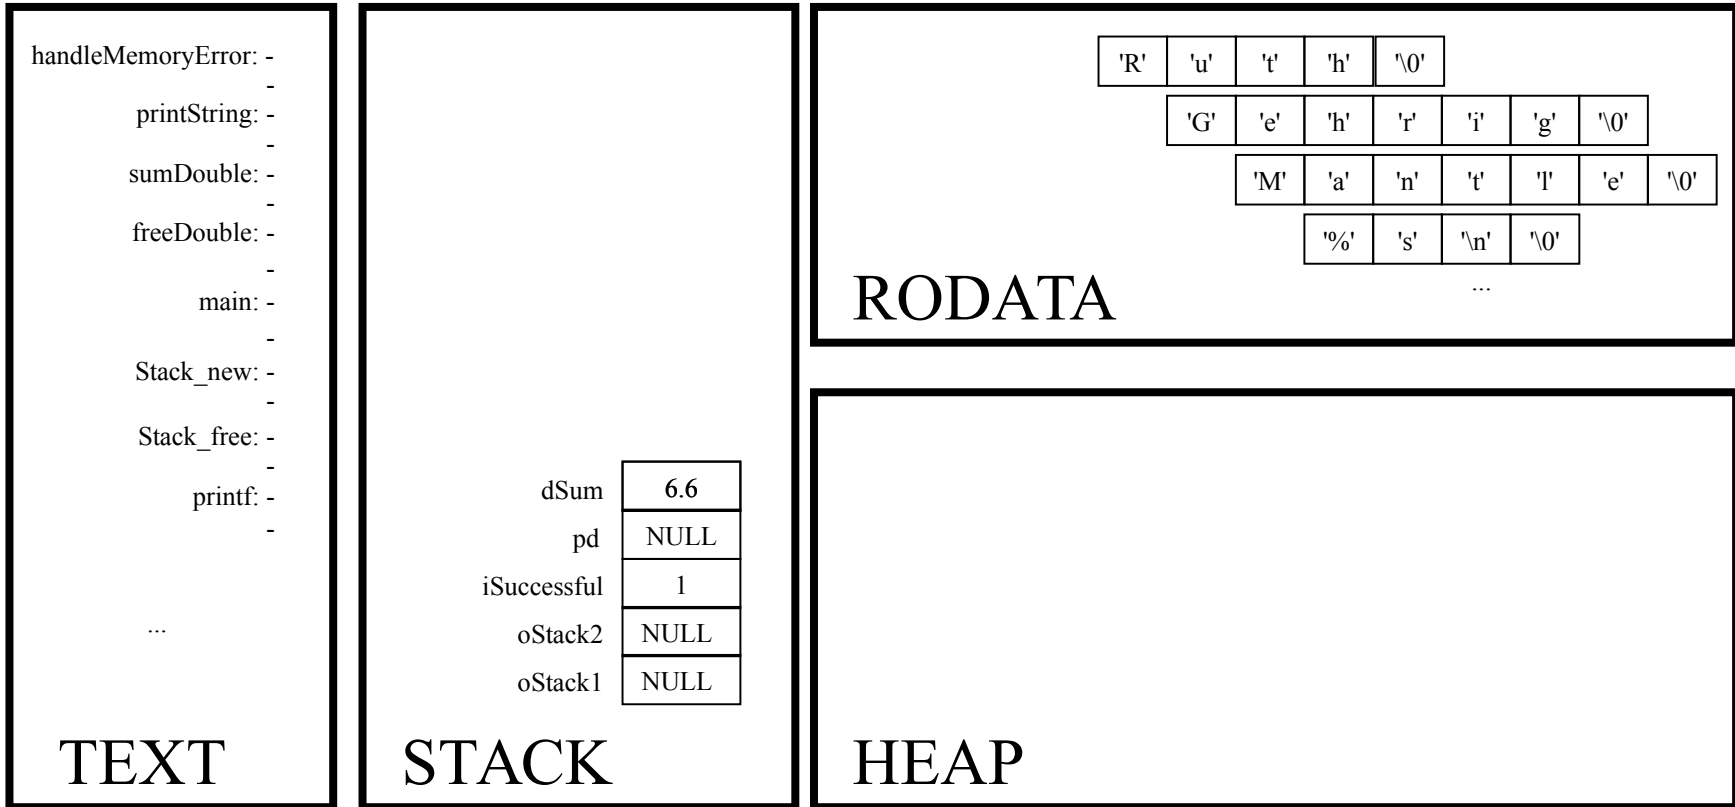 handleMemoryError: -
-
printString: -
-
sumDouble: -
-
freeDouble: -
-
main: -
-
Stack_new: -
-
Stack_free: -
-
printf: -
-
...
TEXT
dSum 6.6
pd NULL
iSuccessful 1
oStack2 NULL
oStack1 NULL
STACK
'R' 'u' 't' 'h' '\0'
'G' 'e' 'h' 'r' 'i' 'g' '\0'
'M' 'a' 'n' 't' 'l' 'e' '\0'
'%' 's' '\n' '\0'
...
RODATA
HEAP